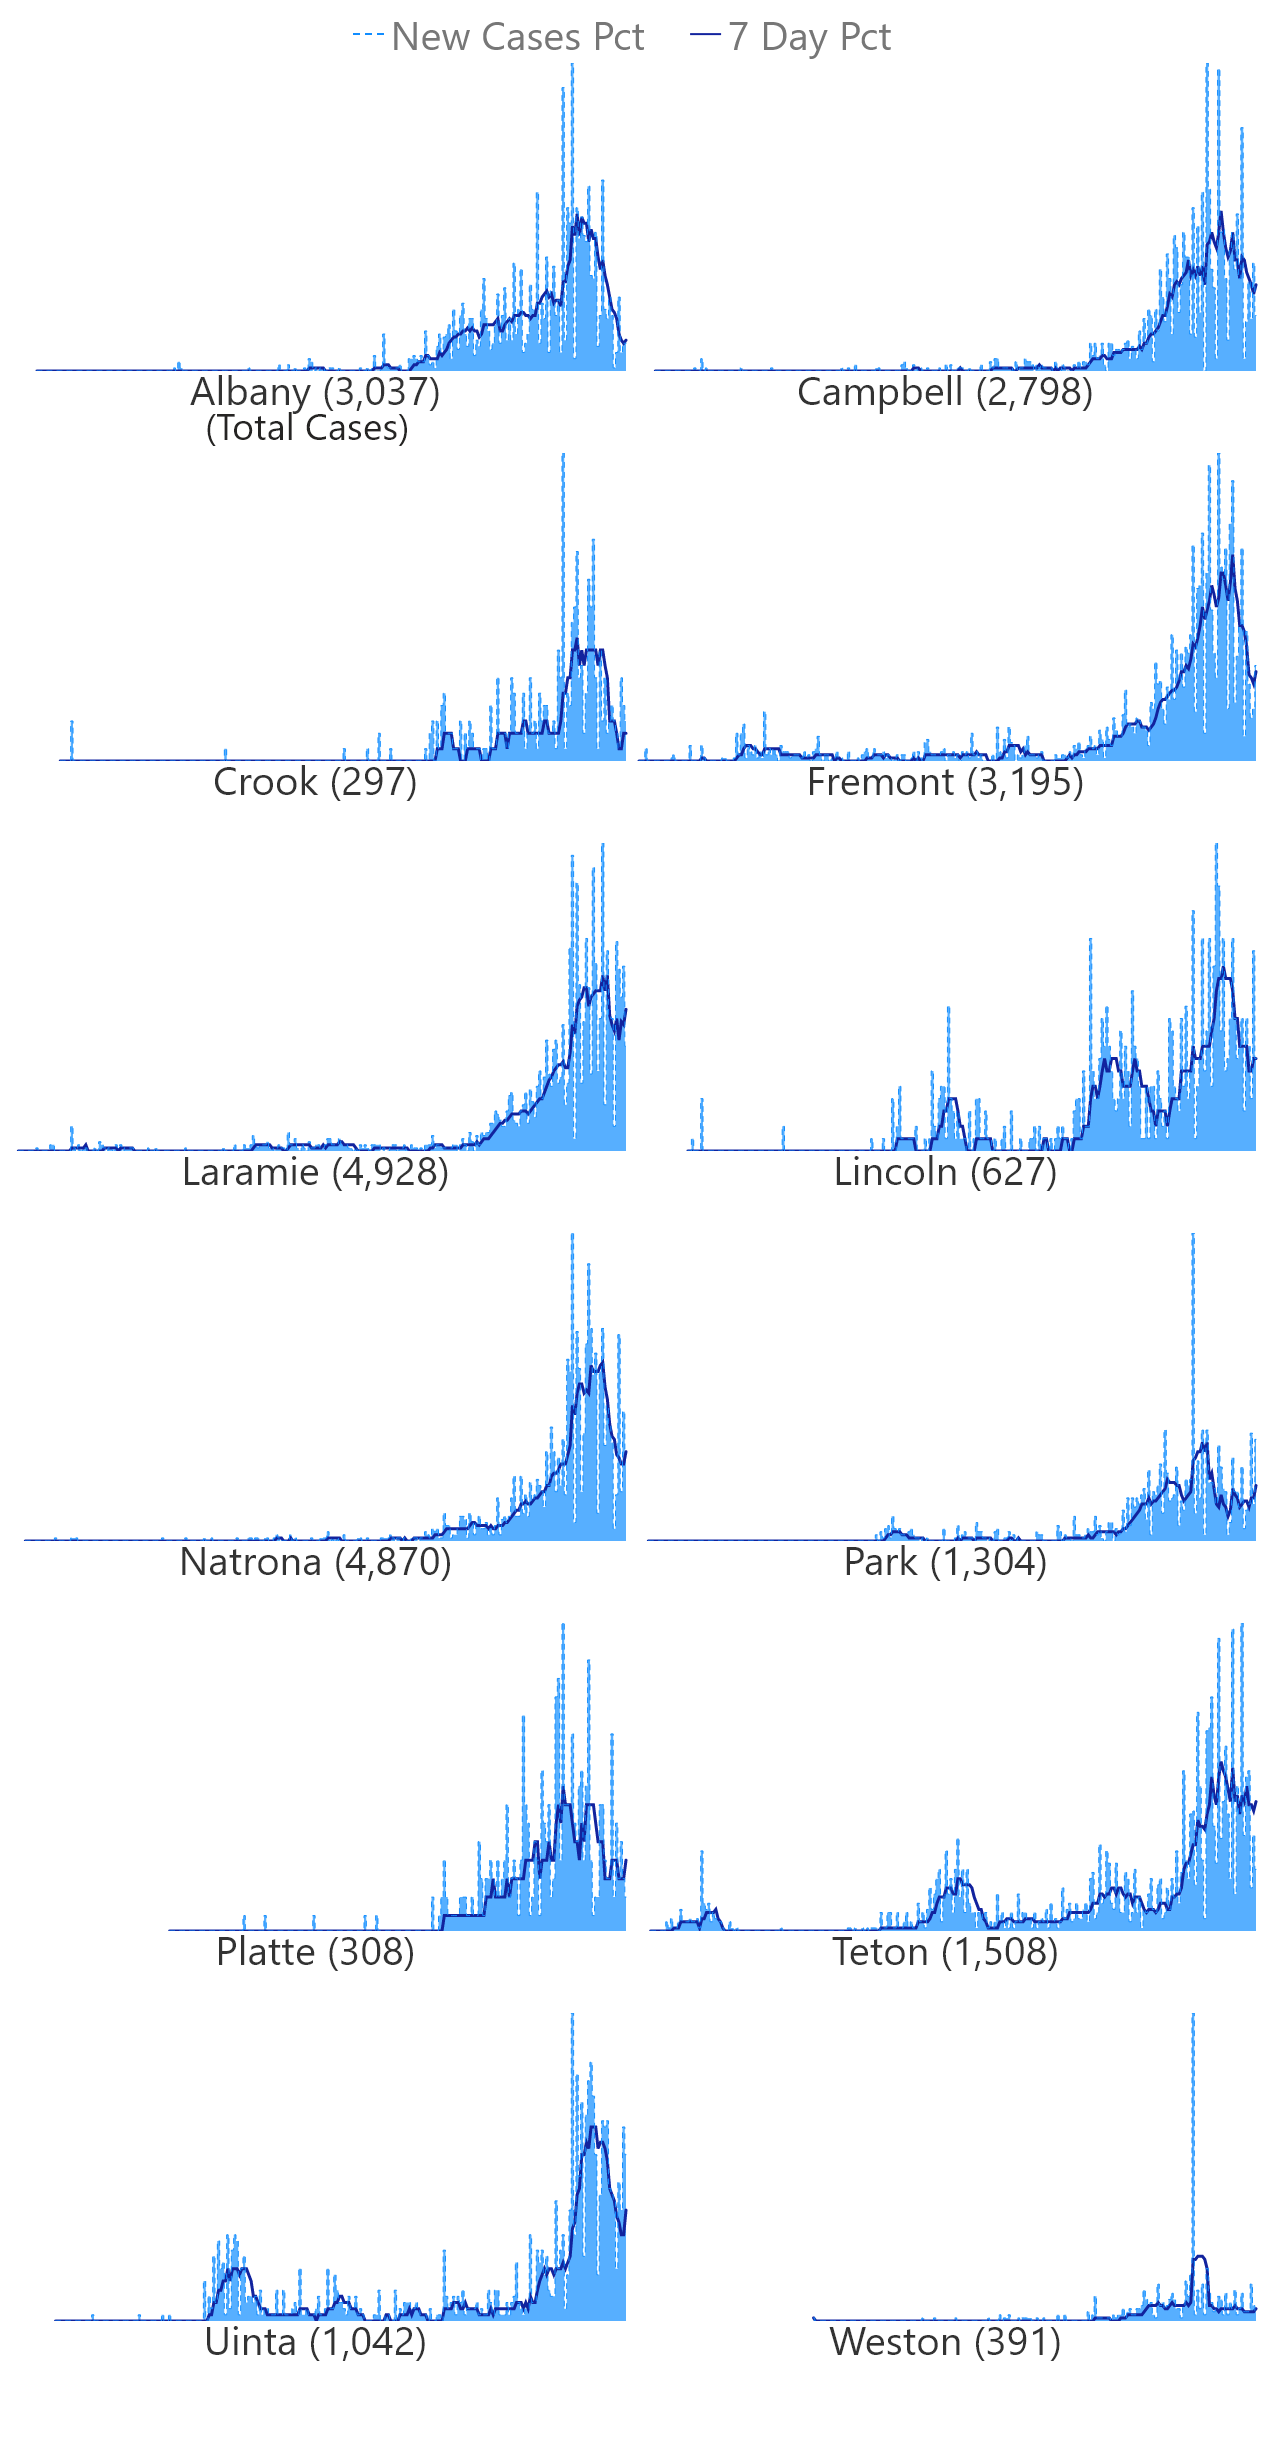 New Cases Pct 7 Day Pct
Albany (3,037)
(Total Cases)
Campbell (2,798)
Crook (297)
Fremont (3,195)
Laramie (4,928)
Lincoln (627)
Natrona (4,870)
Park (1,304)
Platte (308)
Teton (1,508)
Uinta (1,042)
Weston (391)